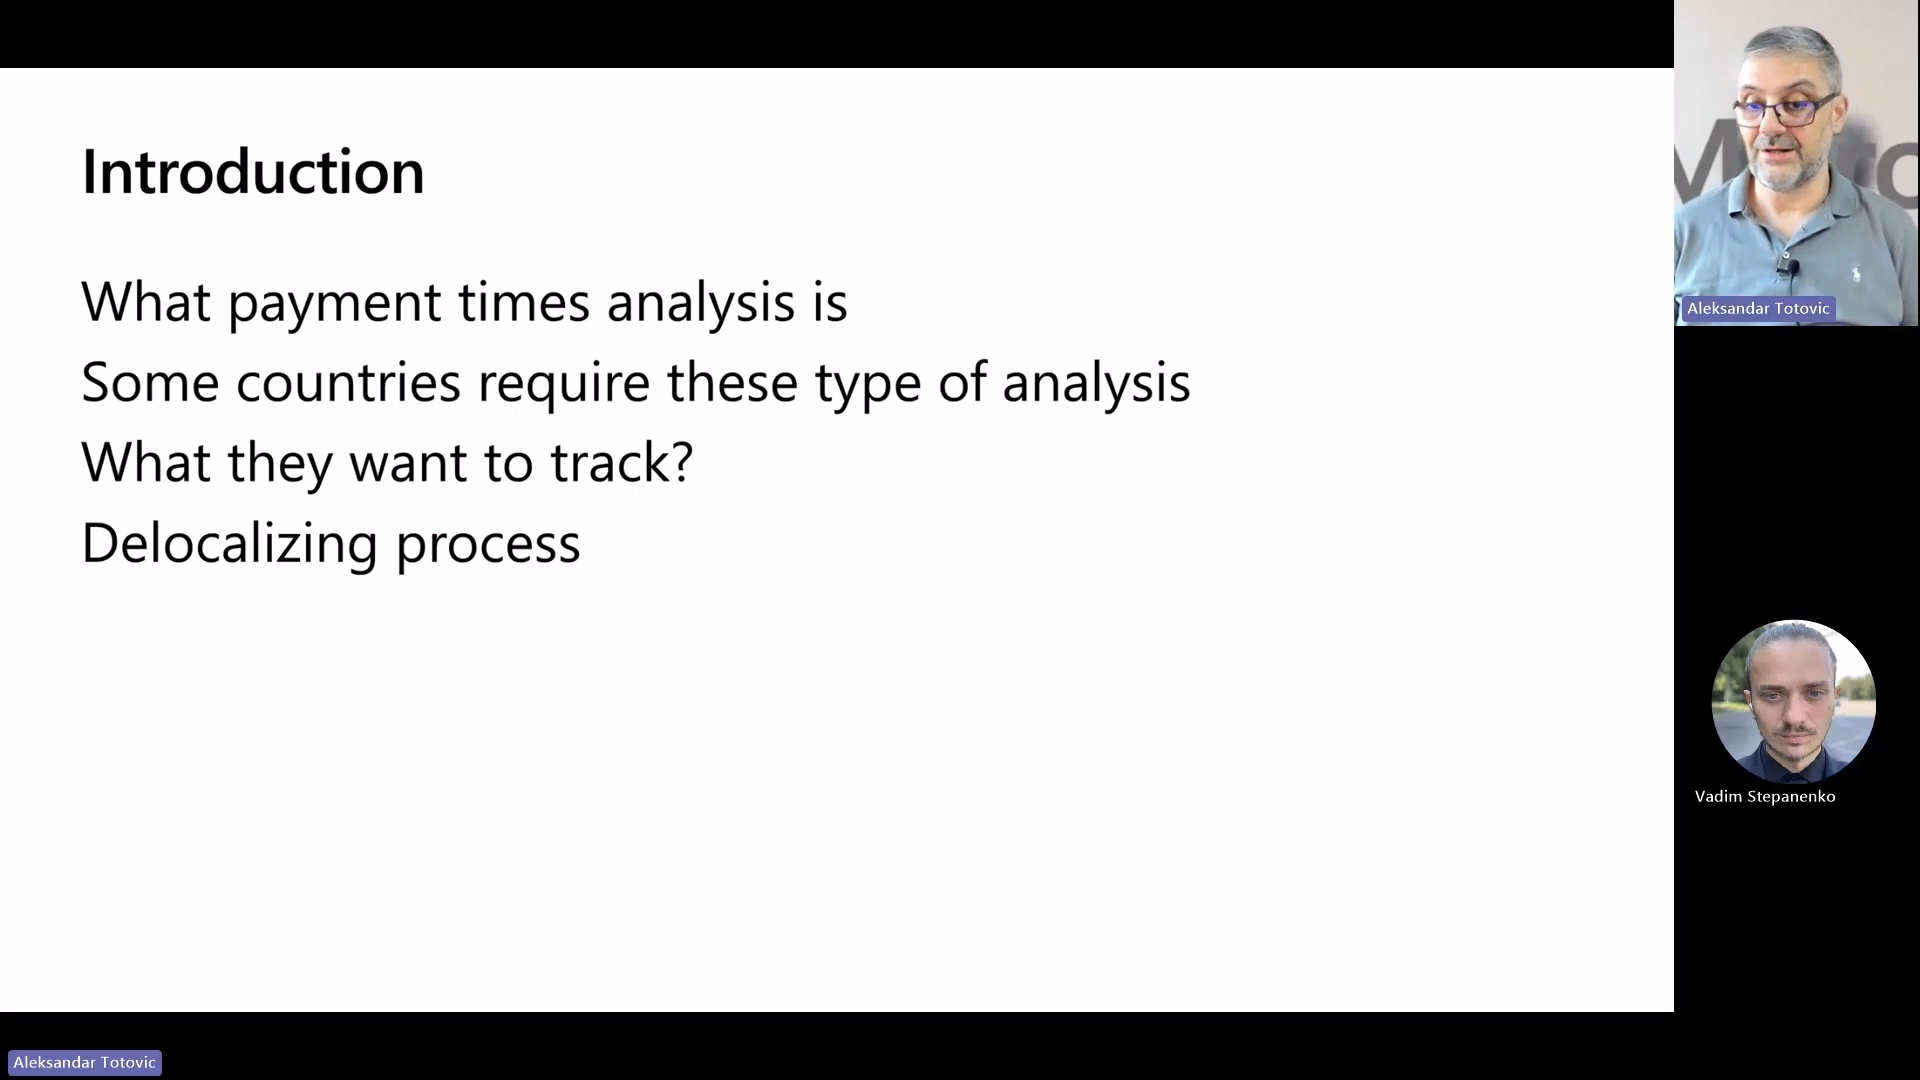 Introduction
What payment times analysis is
Some countries require these type of analysis
What they want to track?
Delocalizing process
Aleksandar Totovic
Vadim Stepanenko
Aleksandar Totovic